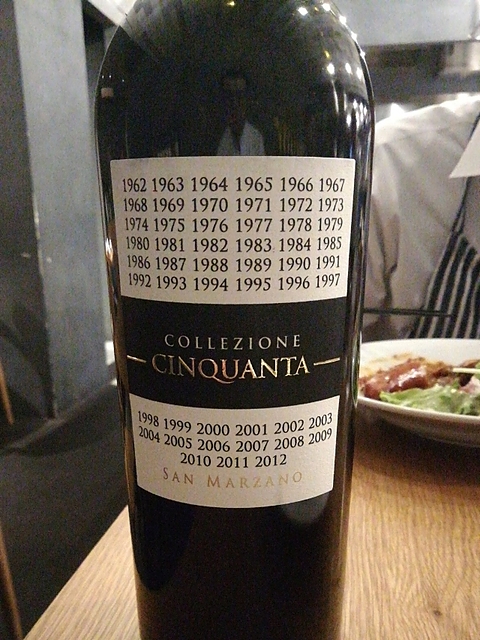 1962 1963 1964 1965 1966 1967
1968 1969 1970 1971 1972 1973
1974 1975 1976 1977 1978 1979
1980 1981 1982 1983 1984 1985
1986 1987 1988 1989 1990 1991
1992 1993 1994 1995 1996 1997
COLLEZIONE
CINQUANTA
1998 1999 2000 2001 2002 2003
2004 2005 2006 2007 2008 2009
2010 2011 2012
SAN MARZANO